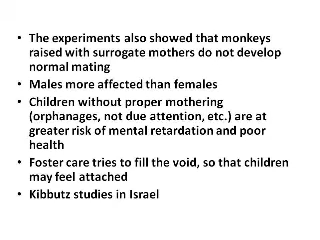 • The experiments also showed that monkeys
raised with surrogate mothers do not develop
normal mating
• Males more affected than females
• Children without proper mothering
(orphanages, not due attention, etc.) are at
greater risk of mental retardation and poor
health
• Foster care tries to fill the void, so that children
may feel attached
• Kibbutz studies in Israel